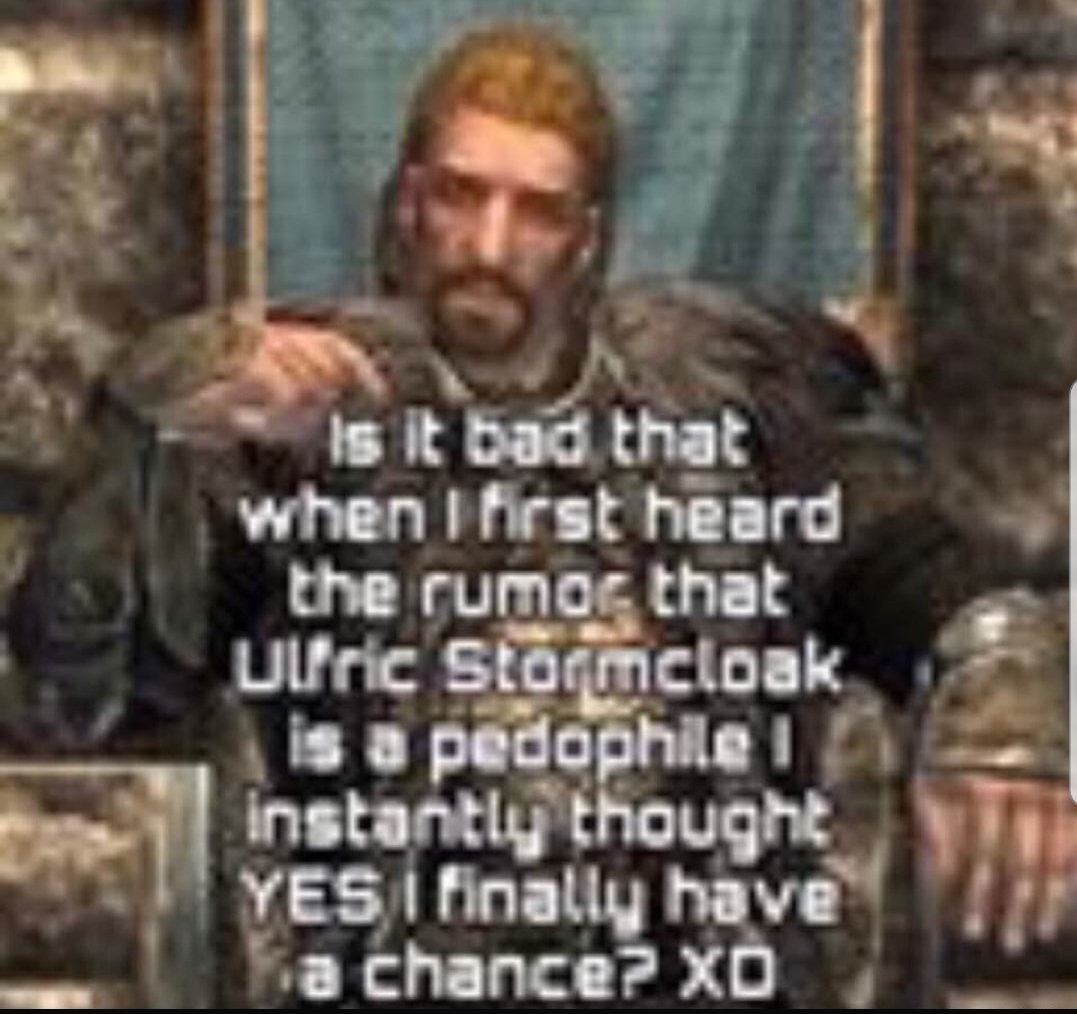 Is it bad that
when I first heard
the rumor that
Ulfric Stormcloak
is a pedophile I
instantly thought
YES I finally have
a chance? XD